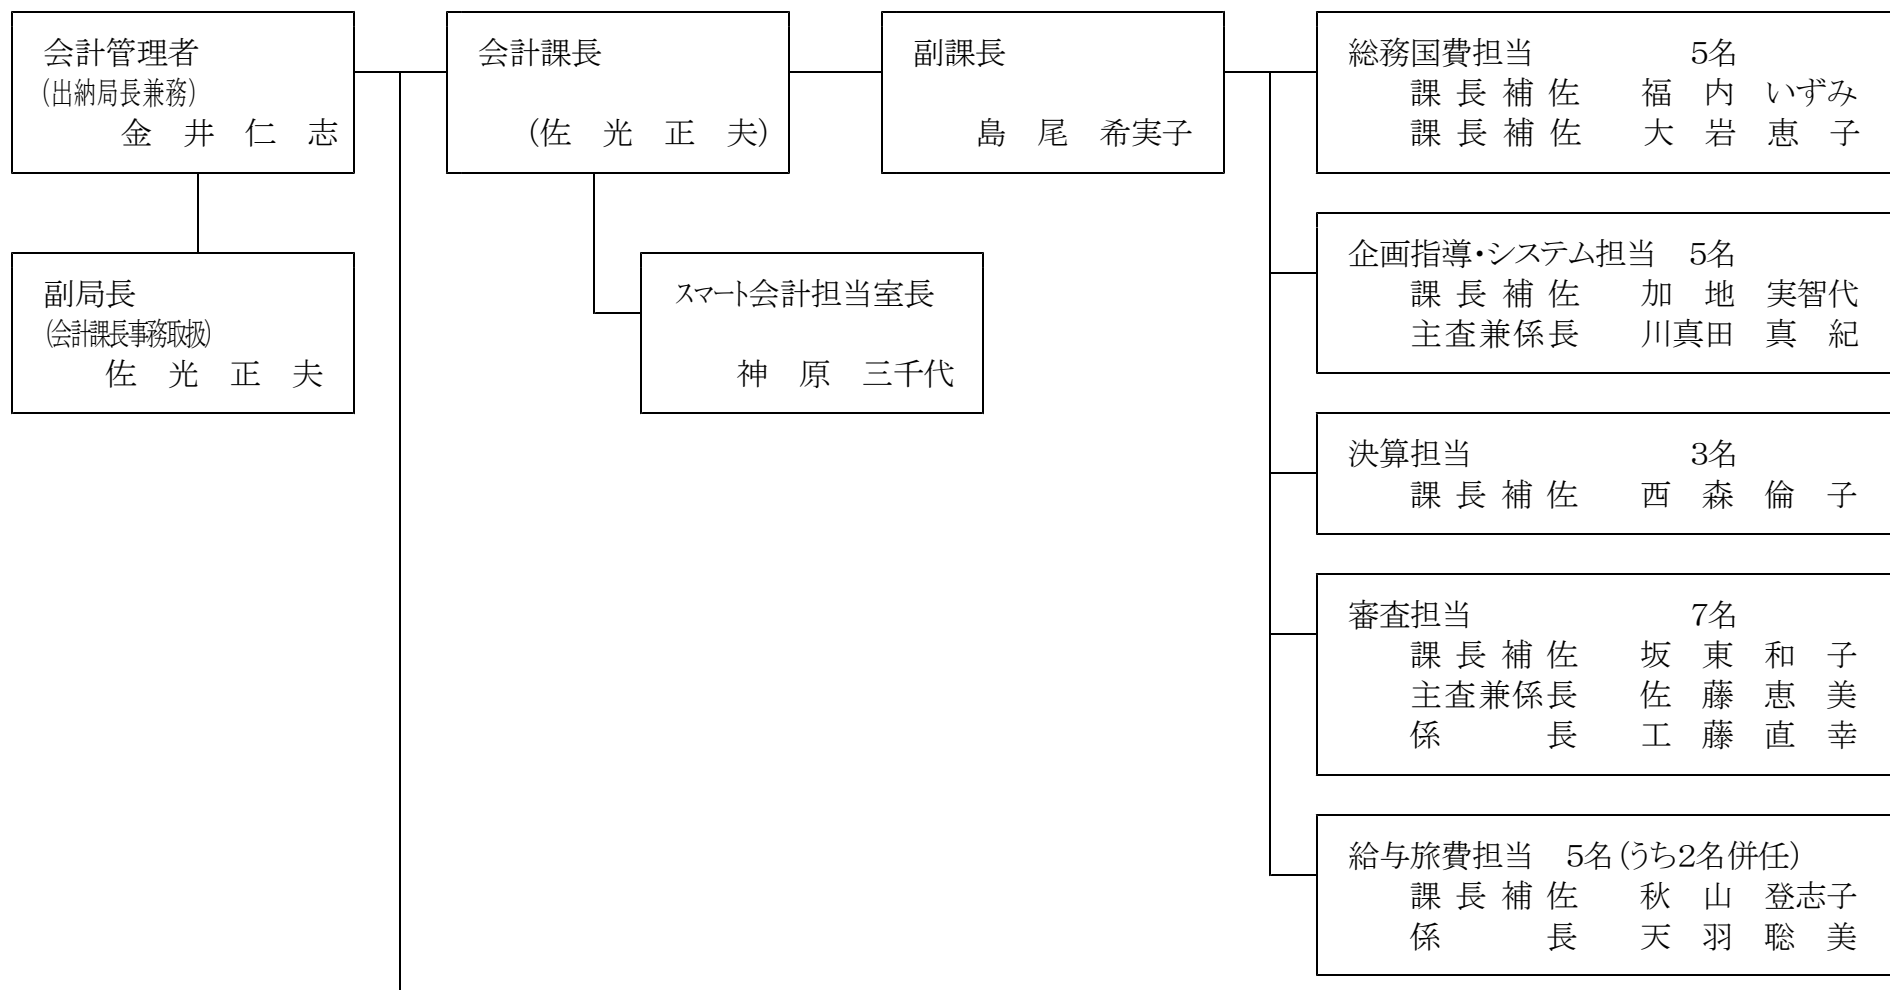 会計管理者
(出納局長兼務)
金 井 仁 志
副局長
(会計課長事務取扱)
佐 光 正 夫
会計課長
(佐 光 正 夫)
スマート会計担当室長
神 原 三千代
副課長
島 尾 希実子
総務国費担当 5名
課長補佐 福 内 いずみ
課長補佐 大 岩 恵 子
企画指導・システム担当 5名
課長補佐 加 地 実智代
主査兼係長 川真田 真 紀
決算担当 3名
課長補佐 西 森 倫 子
審査担当 7名
課長補佐 坂 東 和 子
主査兼係長 佐 藤 恵 美
係 長 工 藤 直 幸
給与旅費担当 5名(うち2名併任)
課長補佐 秋 山 登志子
係 長 天 羽 聡 美